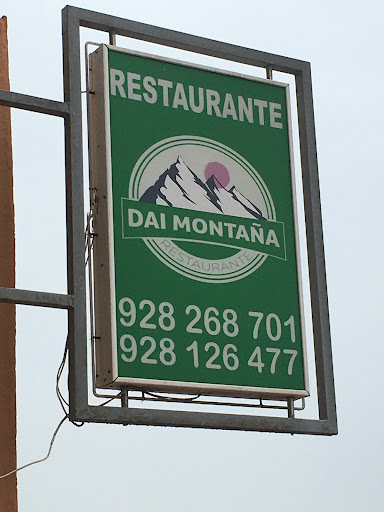 RESTAURANTE
DAI MONTAÑA
RESTAURANTE
928 268 701
928 126 477